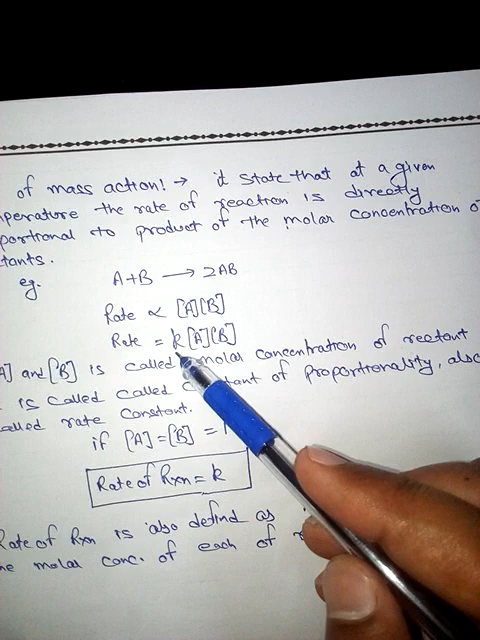 of mass action! → it state that at a given
perature the rate of reaction is directly
portional to product of the molar concentration o
tants.
eg. A+B → 2AB
Rate ∝ [A][B]
Rate = k[A][B]
A] and [B] is called molar concentration of reactant
is called called constant of proportionality, also
alled rate constant.
if [A]=[B] =
Rate of Rxn = k
Rate of Rxn is also defind as
he molar conc. of each of